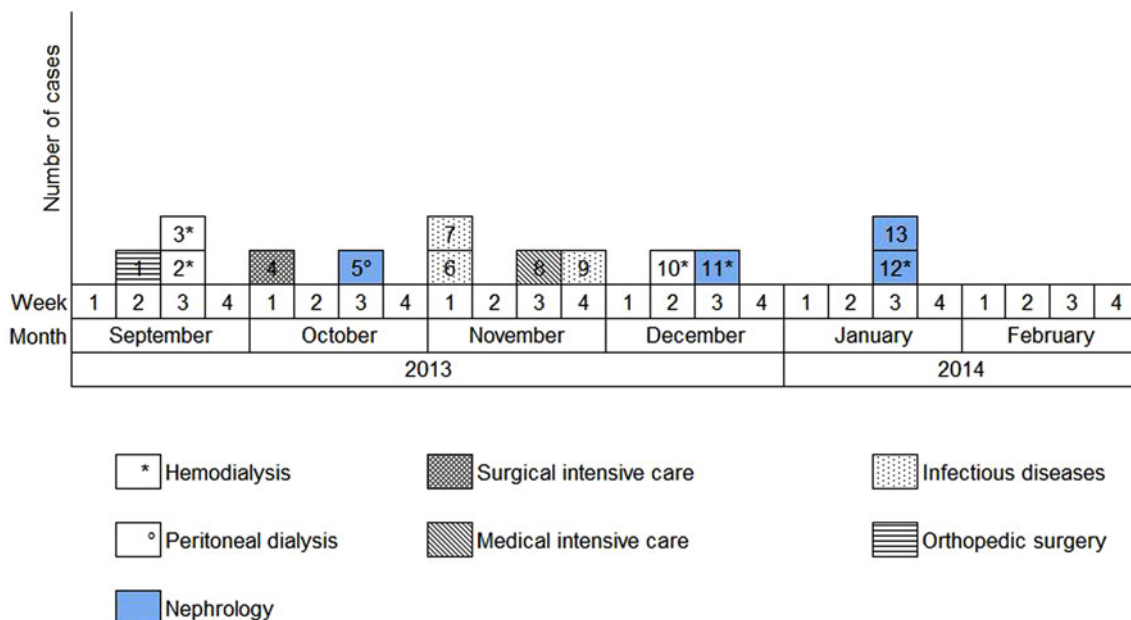 Number of cases
3* 7 13
1 2* 4 5° 6 8 9 10* 11* 12*
Week 1 2 3 4 1 2 3 4 1 2 3 4 1 2 3 4 1 2 3 4 1 2 3 4
Month September October November December January February
2013 2014
* Hemodialysis Surgical intensive care Infectious diseases
° Peritoneal dialysis Medical intensive care Orthopedic surgery
Nephrology